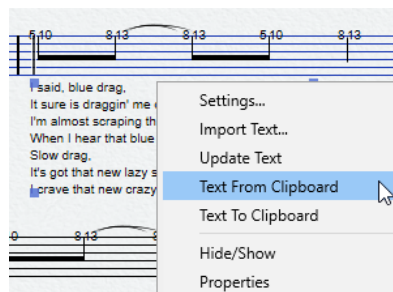 5 10 8 13 8 13 5 10 8 13
I said, blue drag,
It sure is draggin' me
I'm almost scraping th
When I hear that blue
Slow drag.
It's got that new lazy s
I crave that new crazy
Settings...
Import Text...
Update Text
Text From Clipboard
Text To Clipboard
Hide/Show
Properties
0 8 13 8